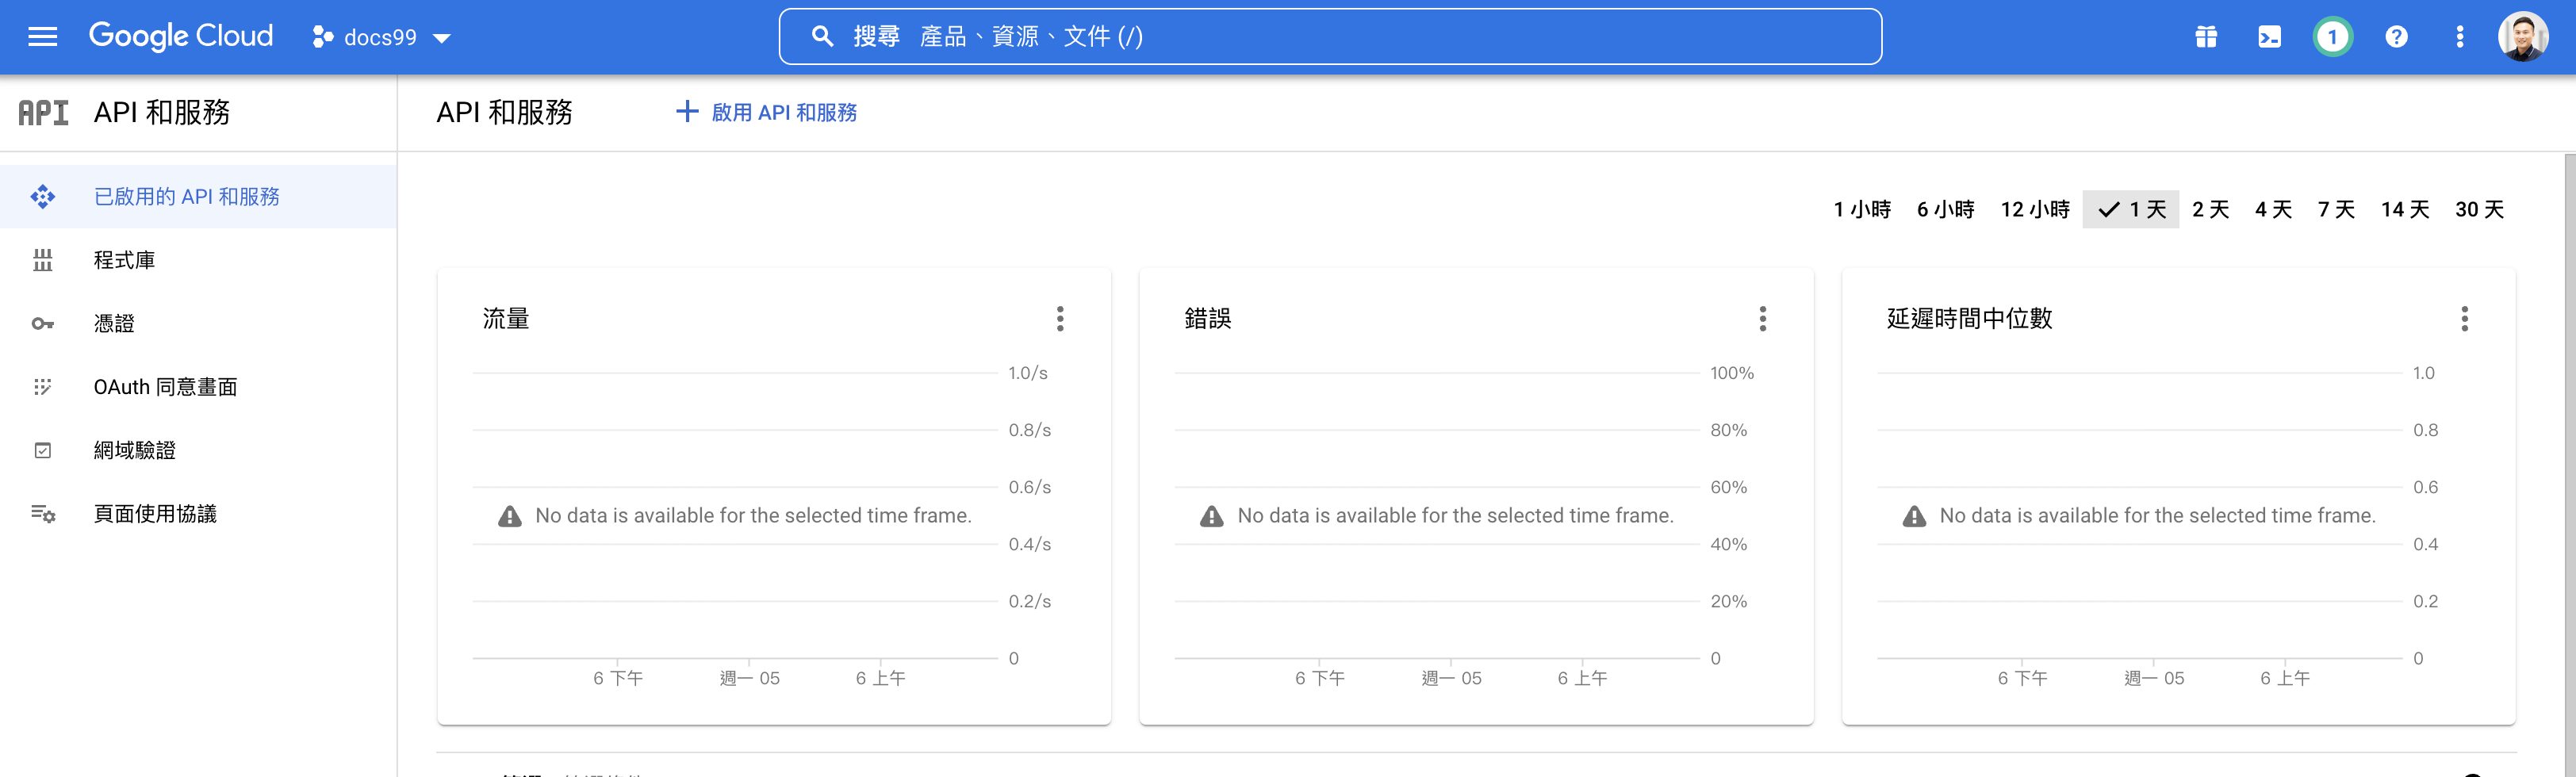 Google Cloud docs99 搜尋 產品、資源、文件 (/) 1
API API 和服務
API 和服務 啟用 API 和服務
已啟用的 API 和服務
程式庫
憑證
OAuth 同意畫面
網域驗證
頁面使用協議
1 小時 6 小時 12 小時 1 天 2 天 4 天 7 天 14 天 30 天
流量
1.0/s
0.8/s
0.6/s
No data is available for the selected time frame.
0.4/s
0.2/s
0
6 下午 週一 05 6 上午
錯誤
100%
80%
60%
No data is available for the selected time frame.
40%
20%
0
6 下午 週一 05 6 上午
延遲時間中位數
1.0
0.8
0.6
No data is available for the selected time frame.
0.4
0.2
0
6 下午 週一 05 6 上午